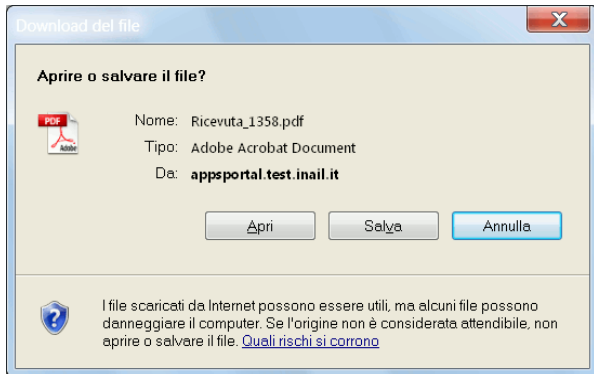 Download del file
X
Aprire o salvare il file?
PDF
Adobe
Nome: Ricevuta_1358.pdf
Tipo: Adobe Acrobat Document
Da: appsportal.test.inail.it
Apri Salva Annulla
I file scaricati da Internet possono essere utili, ma alcuni file possono
danneggiare il computer. Se l'origine non è considerata attendibile, non
aprire o salvare il file. Quali rischi si corrono